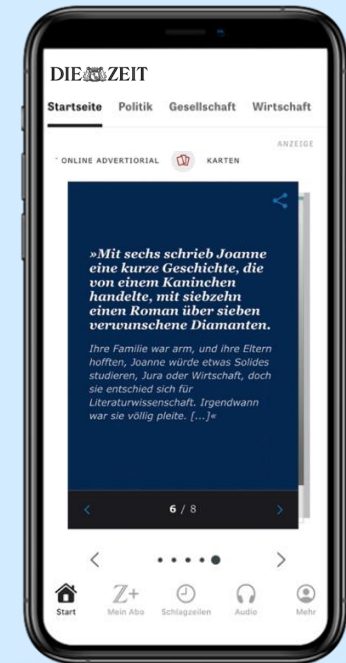 DIE ZEIT
Startseite Politik Gesellschaft Wirtschaft
ANZEIGE
ONLINE ADVERTIORIAL KARTEN
»Mit sechs schrieb Joanne
eine kurze Geschichte, die
von einem Kaninchen
handelte, mit siebzehn
einen Roman über sieben
verwunschene Diamanten.
Ihre Familie war arm, und ihre Eltern
hofften, Joanne würde etwas Solides
studieren, Jura oder Wirtschaft, doch
sie entschied sich für
Literaturwissenschaft. Irgendwann
war sie völlig pleite. [...]«
6 / 8
Start Z+ Mein Abo Schlagzeilen Audio Mehr